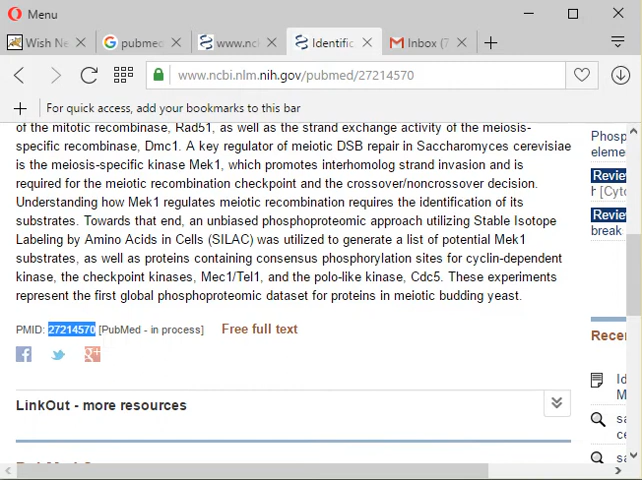 Menu
Wish Ne
pubmed
www.nc
Identific
Inbox (7
www.ncbi.nlm.nih.gov/pubmed/27214570
For quick access, add your bookmarks to this bar
of the mitotic recombinase, Rad51, as well as the strand exchange activity of the meiosis-
specific recombinase, Dmc1. A key regulator of meiotic DSB repair in Saccharomyces cerevisiae
is the meiosis-specific kinase Mek1, which promotes interhomolog strand invasion and is
required for the meiotic recombination checkpoint and the crossover/noncrossover decision.
Understanding how Mek1 regulates meiotic recombination requires the identification of its
substrates. Towards that end, an unbiased phosphoproteomic approach utilizing Stable Isotope
Labeling by Amino Acids in Cells (SILAC) was utilized to generate a list of potential Mek1
substrates, as well as proteins containing consensus phosphorylation sites for cyclin-dependent
kinase, the checkpoint kinases, Mec1/Tel1, and the polo-like kinase, Cdc5. These experiments
represent the first global phosphoproteomic dataset for proteins in meiotic budding yeast.
PMID: 27214570 [PubMed - in process] Free full text
LinkOut - more resources
Phosp
eleme
Revie
h [Cyto
Revie
break
Recen
Id
M
sa
ce
sa